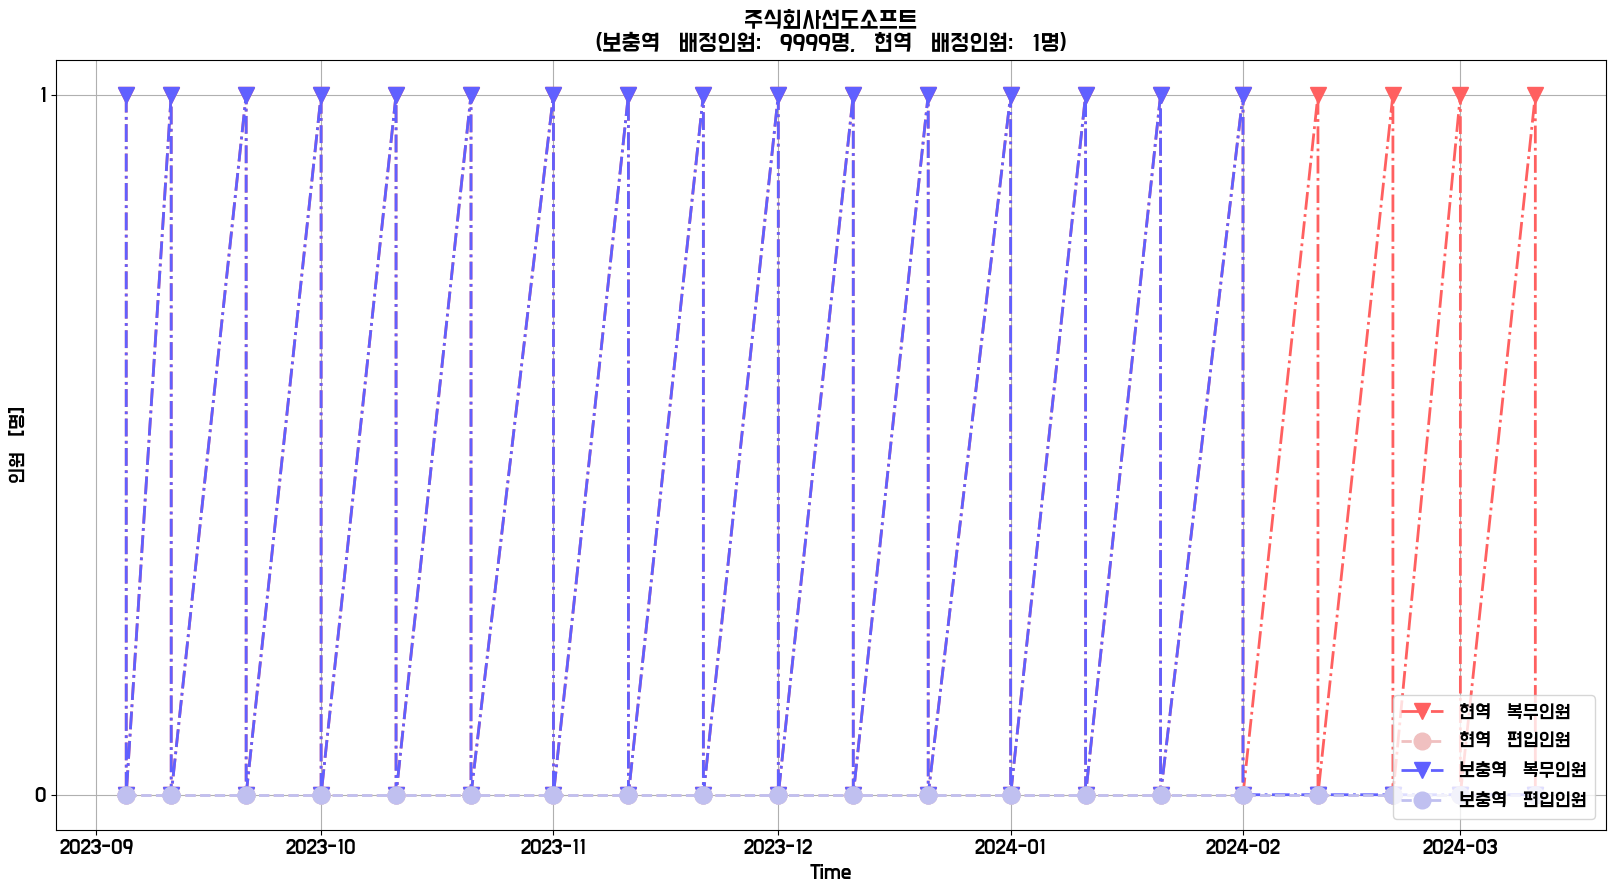 주식회사선도소프트
(보충역 배정인원: 9999명, 현역 배정인원: 1명)
1
인원 [명]
0
현역 복무인원
현역 편입인원
보충역 복무인원
보충역 편입인원
2023-09 2023-10 2023-11 2023-12 2024-01 2024-02 2024-03
Time